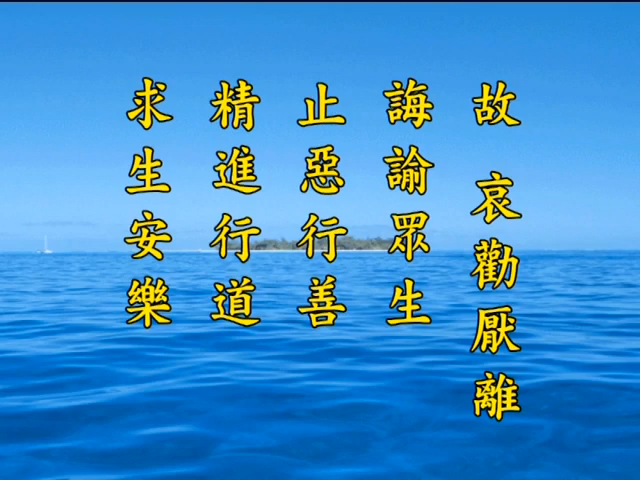 故 哀勸厭離
誨諭眾生
止惡行善
精進行道
求生安樂